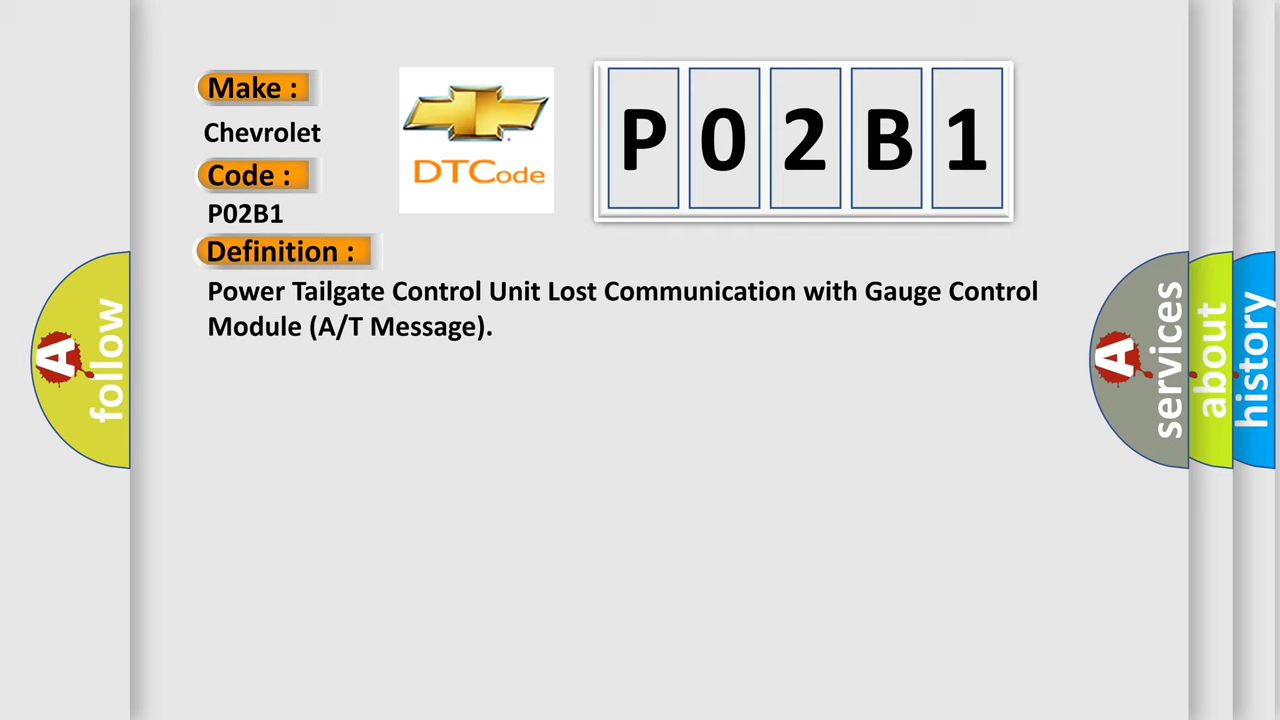 Make :
Chevrolet
Code :
P02B1
Definition :
Power Tailgate Control Unit Lost Communication with Gauge Control
Module (A/T Message).
DTCode
P 0 2 B 1
A follow
A services
about
history